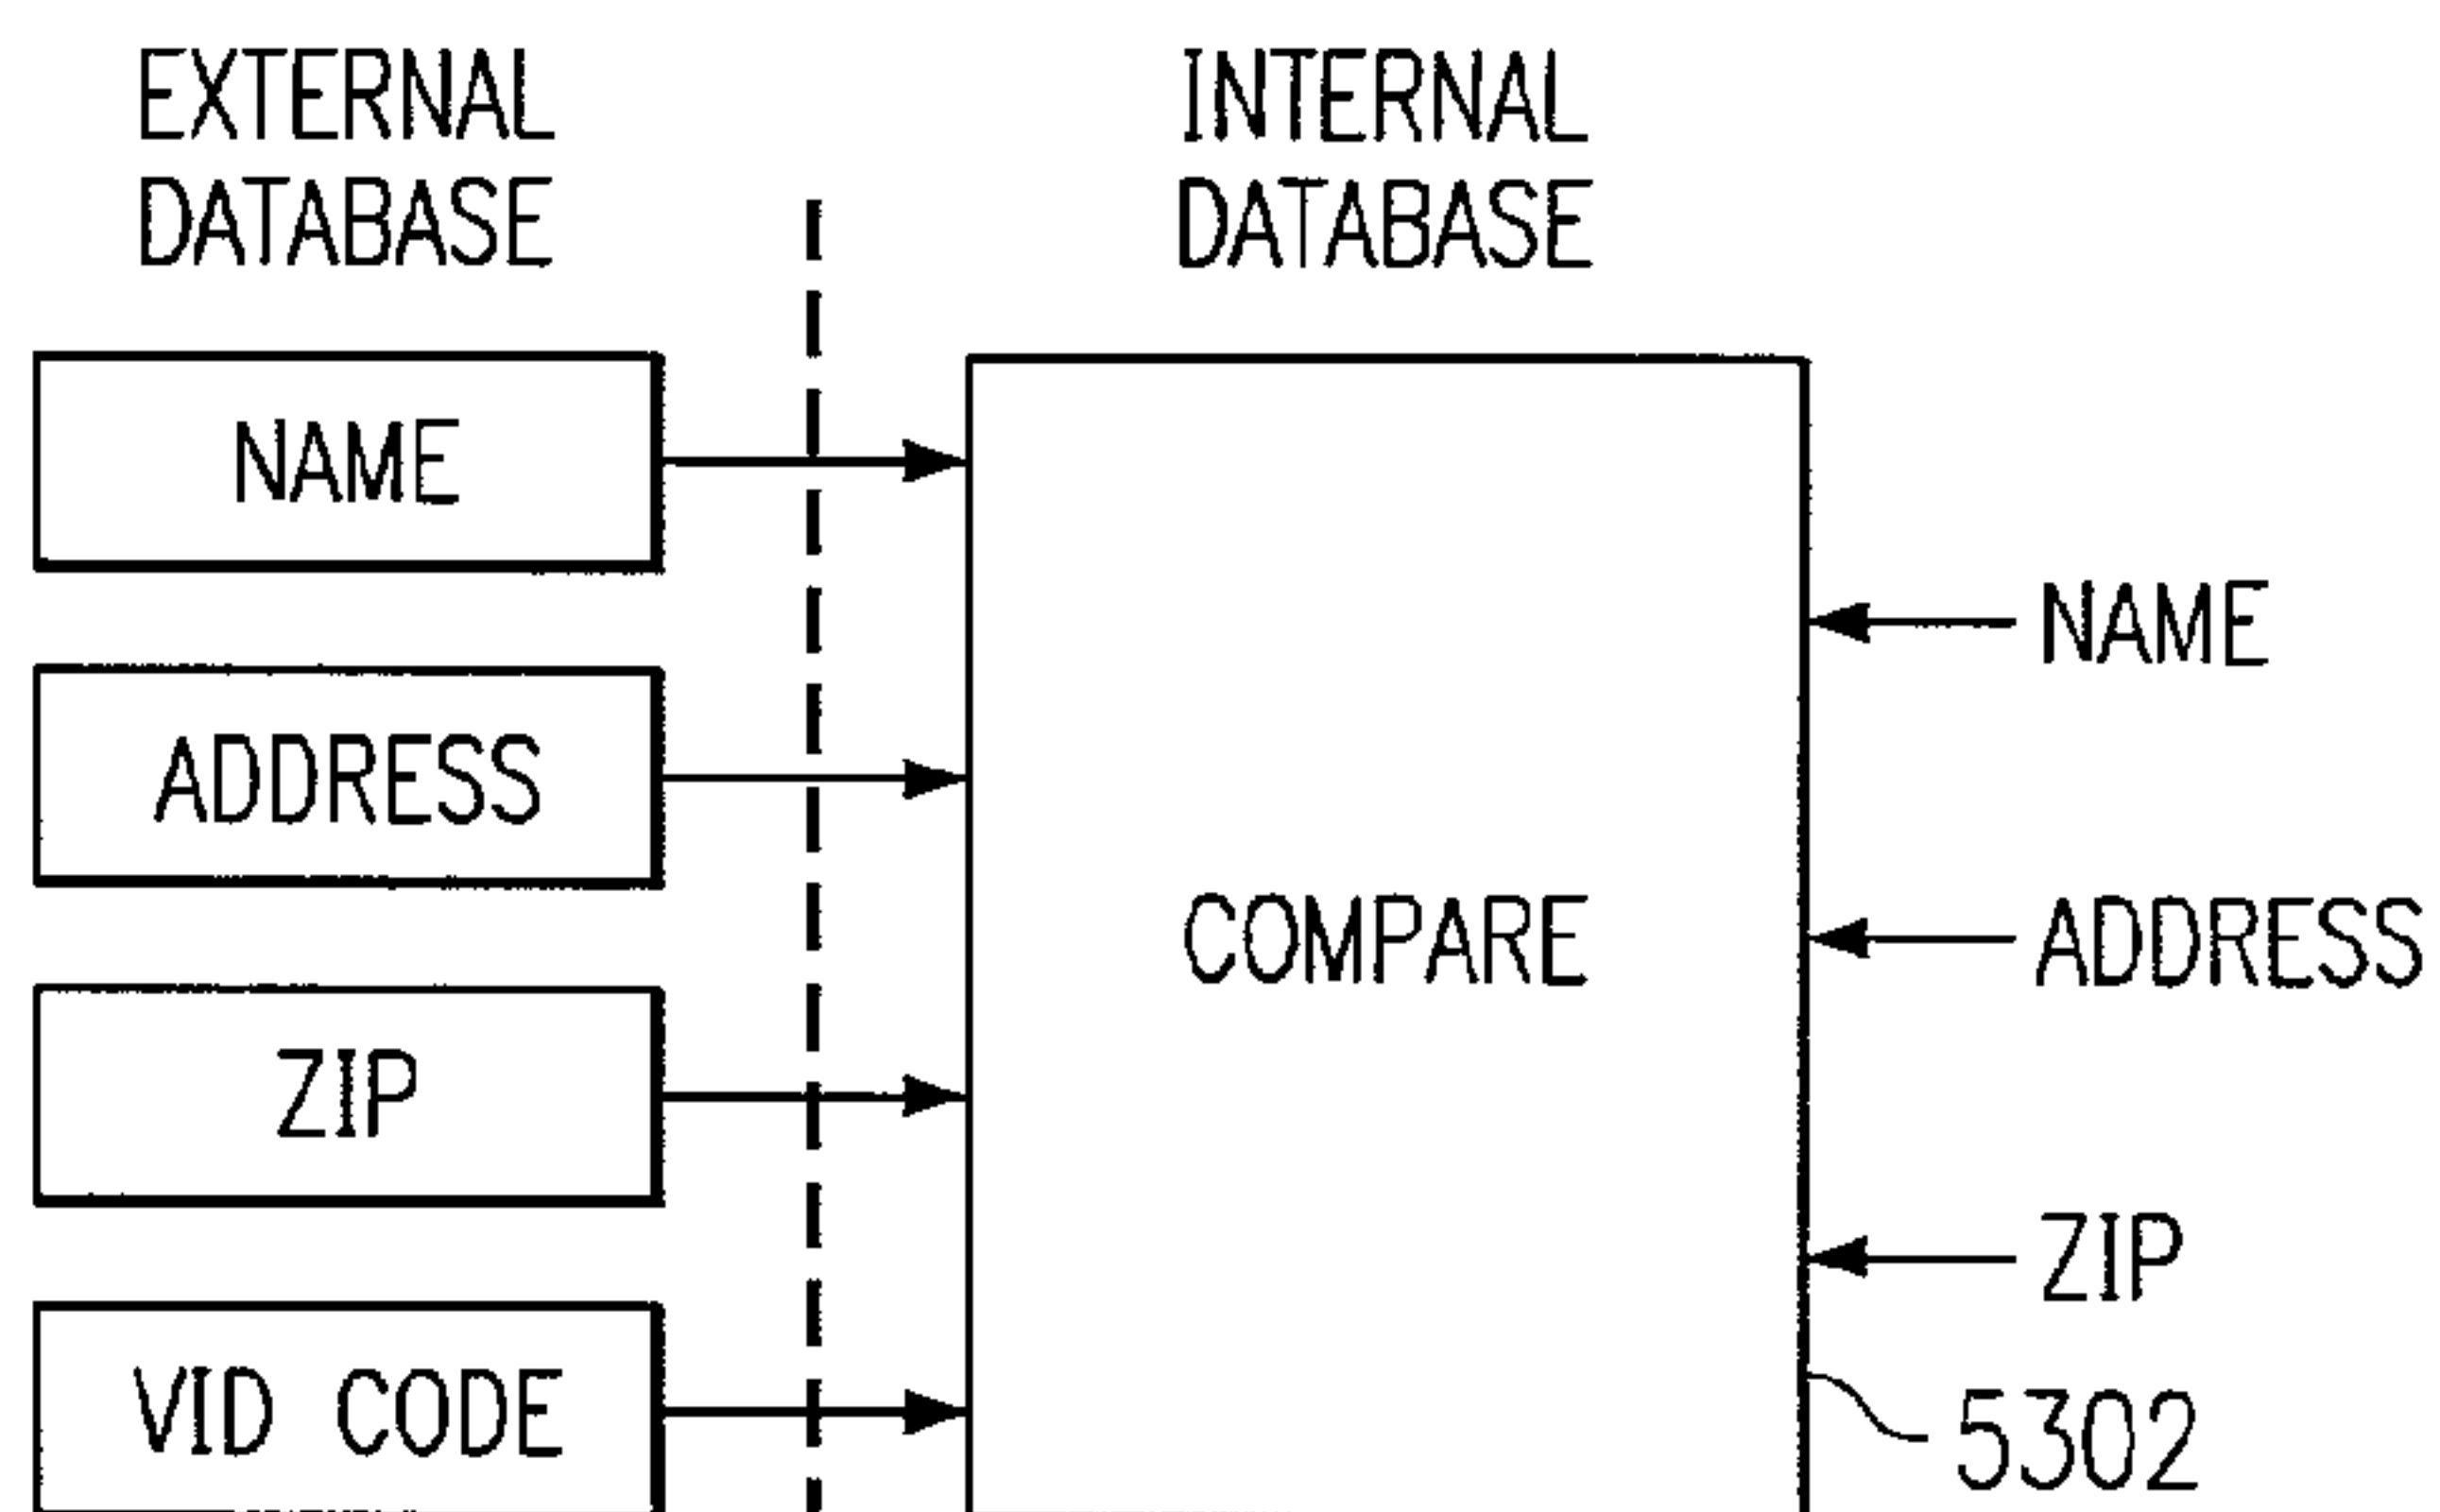 EXTERNAL
DATABASE
INTERNAL
DATABASE
NAME
ADDRESS
ZIP
VID CODE
COMPARE
NAME
ADDRESS
ZIP
5302